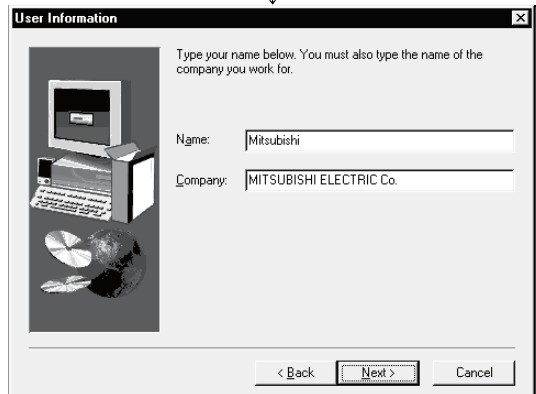 User Information
Type your name below. You must also type the name of the
company you work for.
Name: Mitsubishi
Company: MITSUBISHI ELECTRIC Co.
< Back Next > Cancel